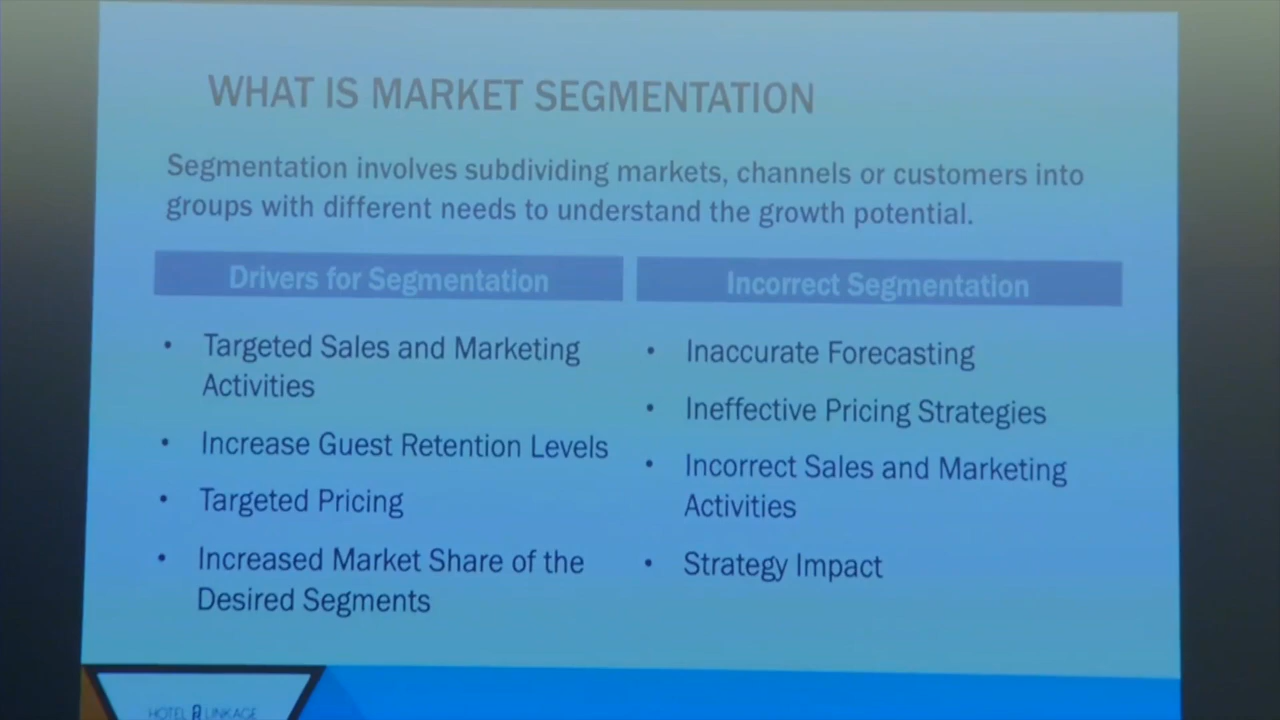 WHAT IS MARKET SEGMENTATION
Segmentation involves subdividing markets, channels or customers into
groups with different needs to understand the growth potential.
Drivers for Segmentation
• Targeted Sales and Marketing
Activities
• Increase Guest Retention Levels
• Targeted Pricing
• Increased Market Share of the
Desired Segments
Incorrect Segmentation
• Inaccurate Forecasting
• Ineffective Pricing Strategies
• Incorrect Sales and Marketing
Activities
• Strategy Impact
HOTEL LINKAGE